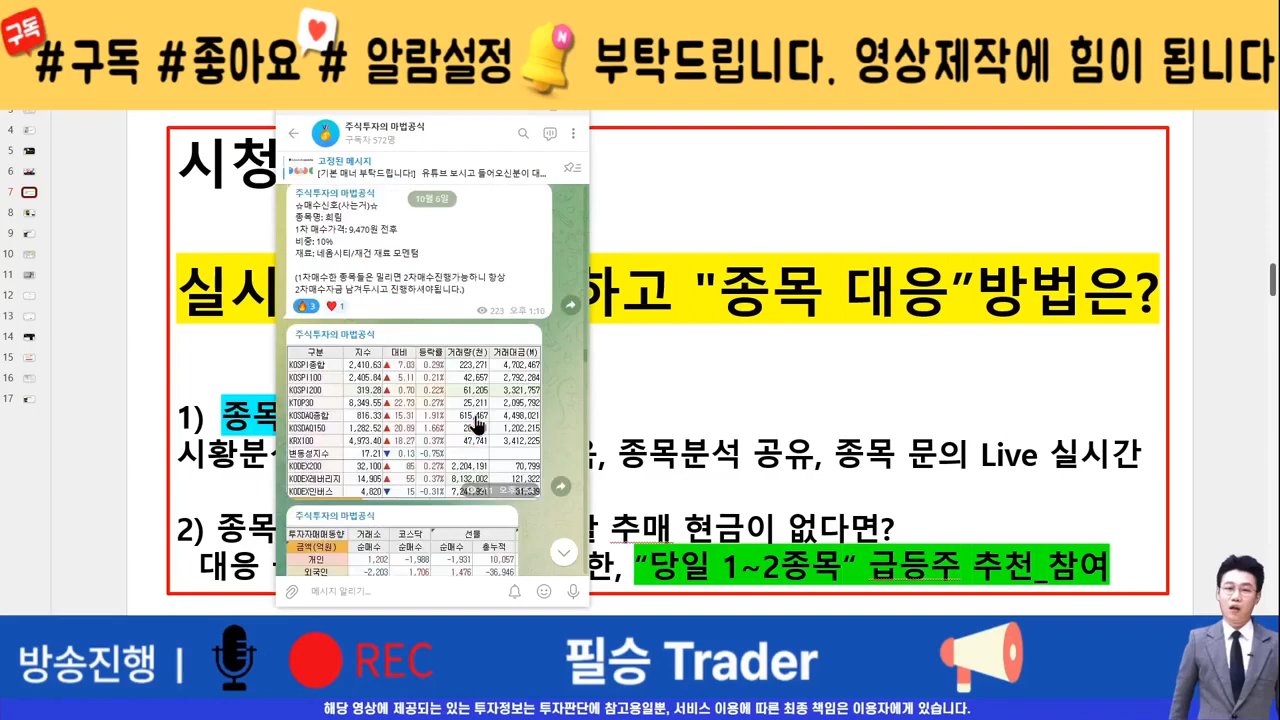 구독
#구독 #좋아요 # 알람설정 N 부탁드립니다. 영상제작에 힘이 됩니다
4
5
6
7
8
9
10
11
12
13
14
15
16
17
시청
실시
하고 "종목 대응”방법은?
1) 종목
시황분석
종목분석 공유, 종목 문의 Live 실시간
2) 종목
추매 현금이 없다면?
대응
한, “당일 1~2종목“ 급등주 추천_참여
주식투자의 마법공식
구독자 572명
고정된 메시지
[기본 매너 부탁드립니다!] 유튜브 보시고 들어오신분이 대...
10월 6일
주식투자의 마법공식
☆매수신호(사는거)☆
종목명; 희림
1차 매수가격: 9,470원 전후
비중: 10%
재료: 네옴시티/재건 재료 모멘텀
(1차매수한 종목들은 밀리면 2차매수진행가능하니 항상
2차매수자금 남겨두시고 진행하셔야됩니다.)
3 1
223 오후 1:10
주식투자의 마법공식
구분 지수 대비 등락률 거래량(천) 거래대금(M)
KOSPI종합 2,410.63 ▲ 7.03 0.29% 223,271 4,702,467
KOSPI100 2,405.84 ▲ 5.11 0.21% 42,657 2,792,284
KOSPI200 319.28 ▲ 0.70 0.22% 61,205 3,321,757
KTOP30 8,349.55 ▲ 22.73 0.27% 25,211 2,095,792
KOSDAQ종합 816.33 ▲ 15.31 1.91% 615,467 4,498,021
KOSDAQ150 1,282.52 ▲ 20.89 1.66% 1,202,215
KRX100 4,973.40 ▲ 18.27 0.37% 47,741 3,412,225
변동성지수 17.21 ▼ 0.13 -0.75%
KODEX200 32,100 ▲ 85 0.27% 2,204,191 70,799
KODEX레버리지 14,905 ▲ 55 0.37% 8,132,002 121,322
KODEX인버스 4,820 ▼ 15 -0.31%
주식투자의 마법공식
투자자매매동향 거래소 코스닥 선물
금액(억원) 순매수 순매수 순매수 총누적
개인 1,202 -1,988 -1,931 10,057
외국인 -2,203 1,706 1,476 -36,946
메시지 알리기...
방송진행 |
REC
필승 Trader
해당 영상에 제공되는 있는 투자정보는 투자판단에 참고용일뿐, 서비스 이용에 따른 최종 책임은 이용자에게 있습니다.